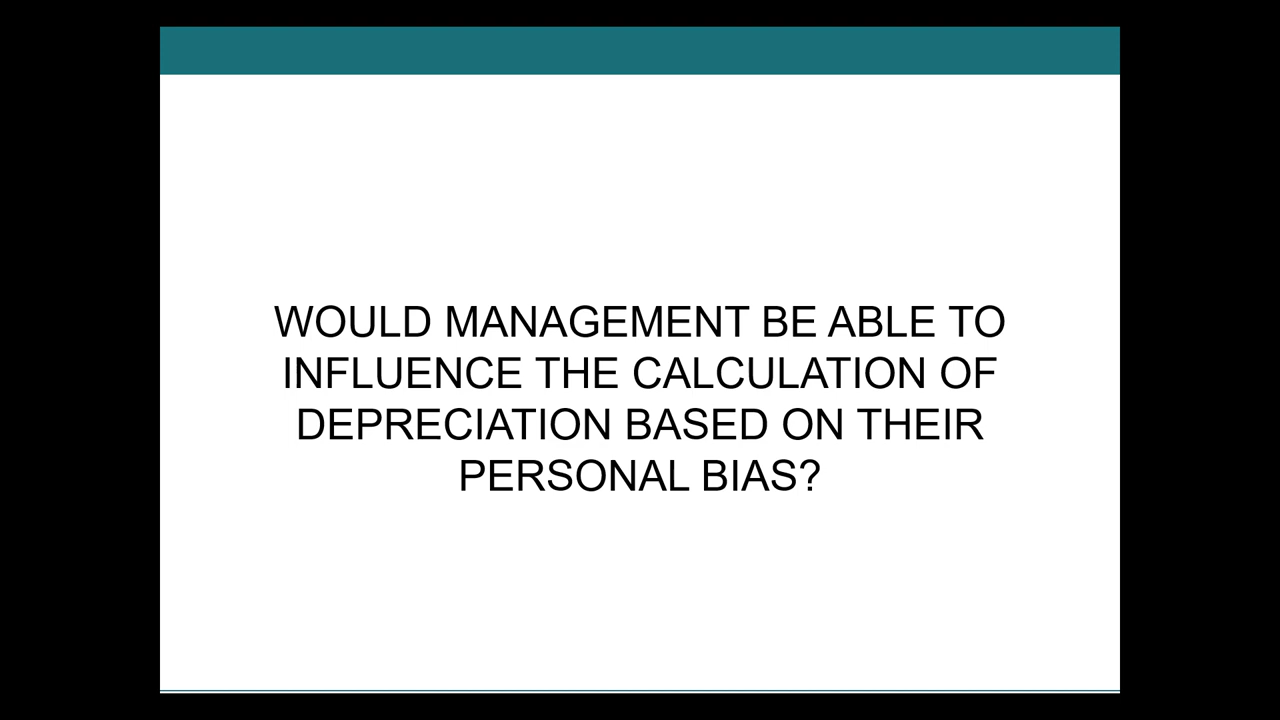 WOULD MANAGEMENT BE ABLE TO
INFLUENCE THE CALCULATION OF
DEPRECIATION BASED ON THEIR
PERSONAL BIAS?